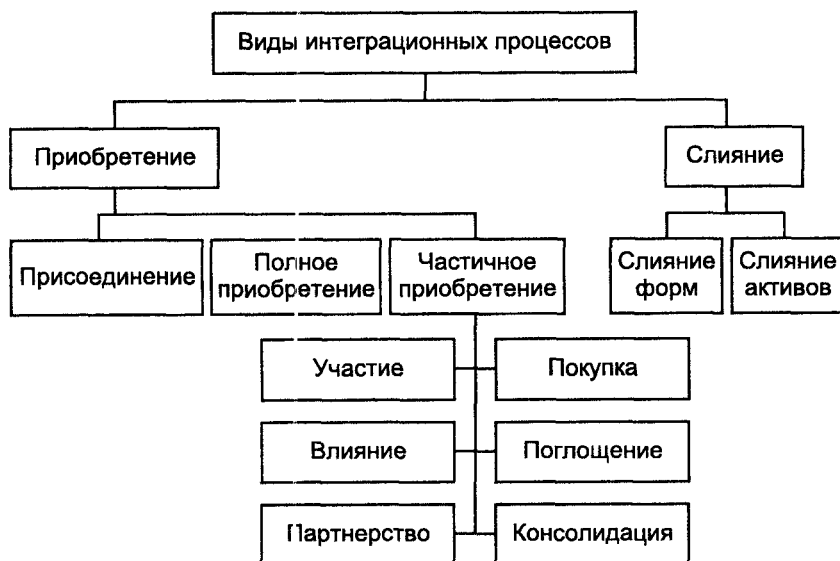 Виды интеграционных процессов
Приобретение
Слияние
Присоединение
Полное
приобретение
Частичное
приобретение
Слияние
форм
Слияние
активов
Участие
Покупка
Влияние
Поглощение
Партнерство
Консолидация